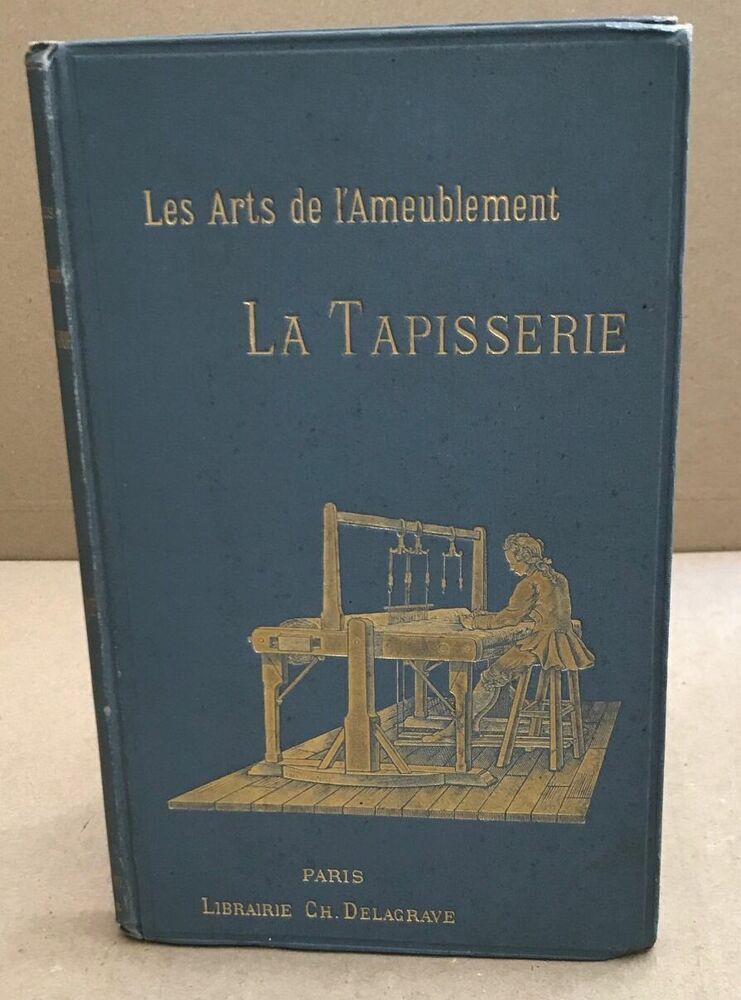 Les Arts de l'Ameublement
LA TAPISSERIE
PARIS
LIBRAIRIE CH. DELAGRAVE